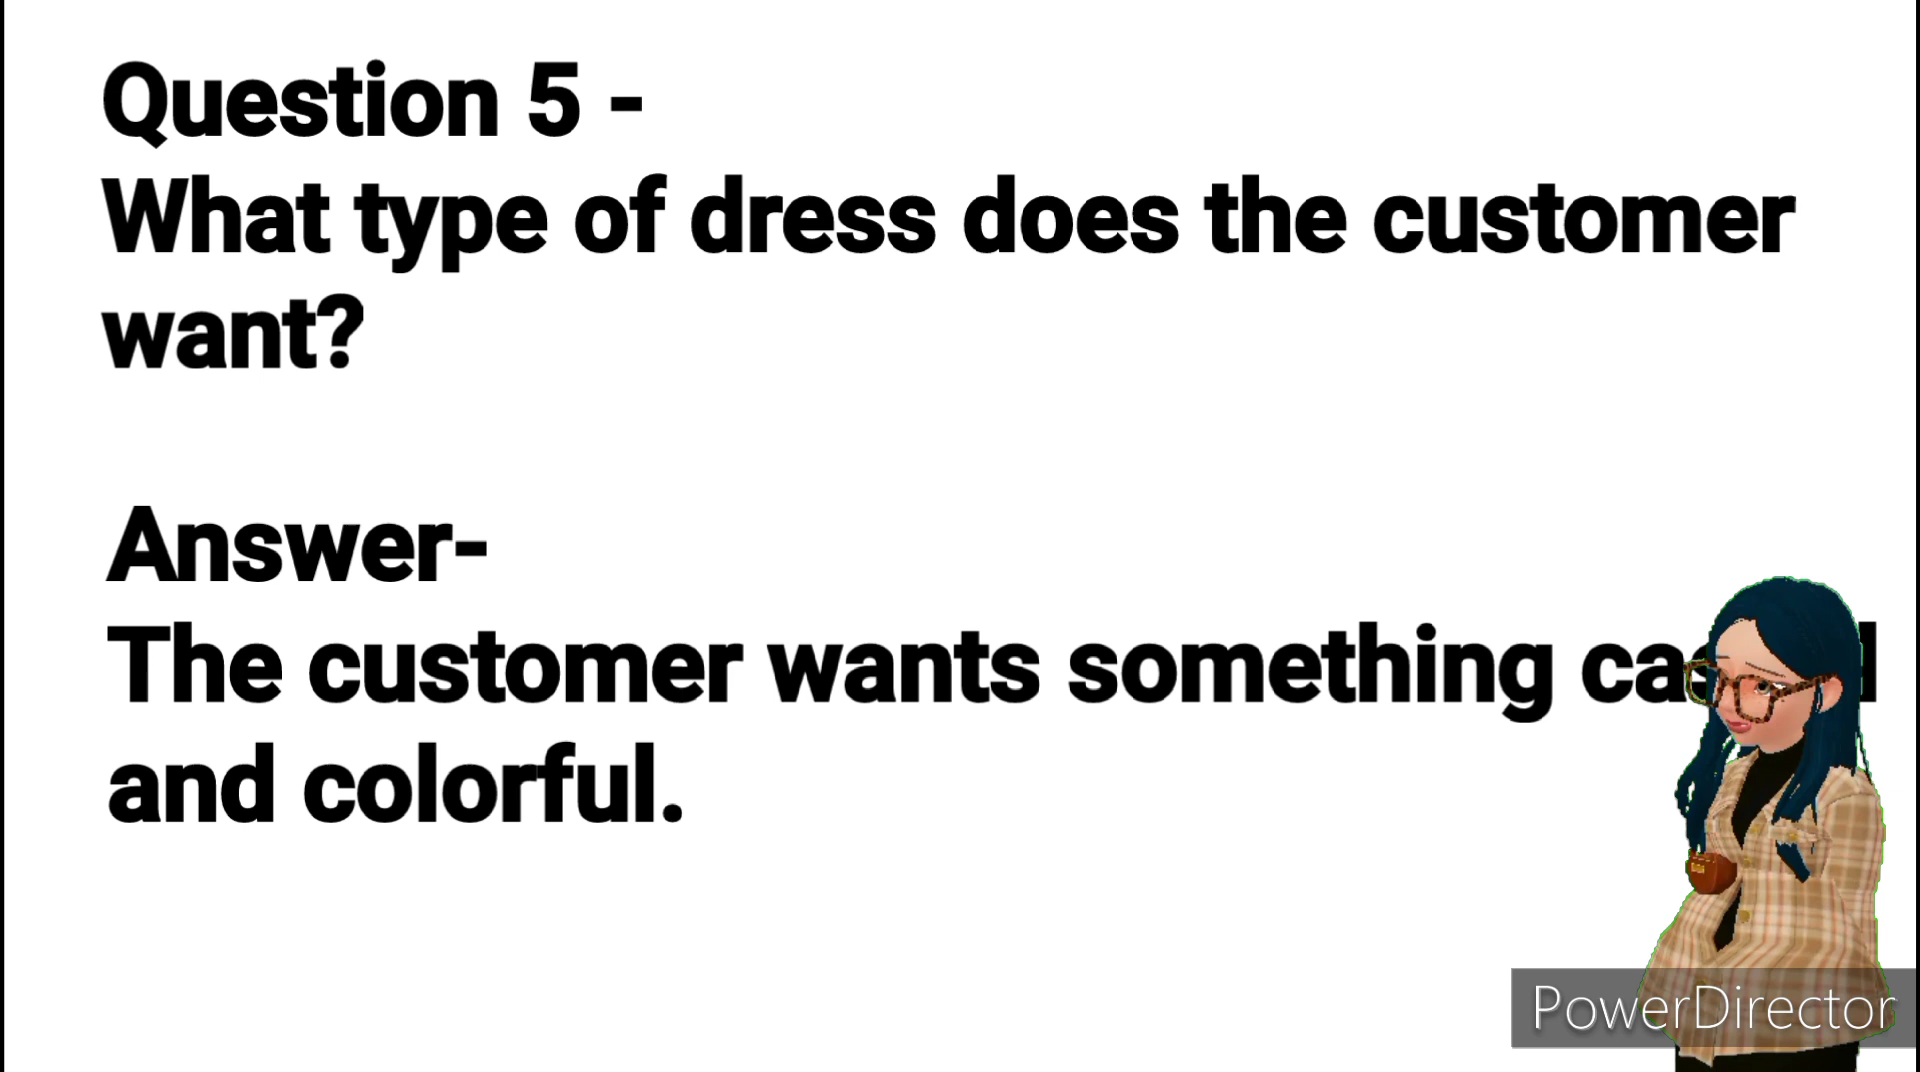 Question 5 -
What type of dress does the customer
want?
Answer-
The customer wants something
and colorful.
PowerDirector